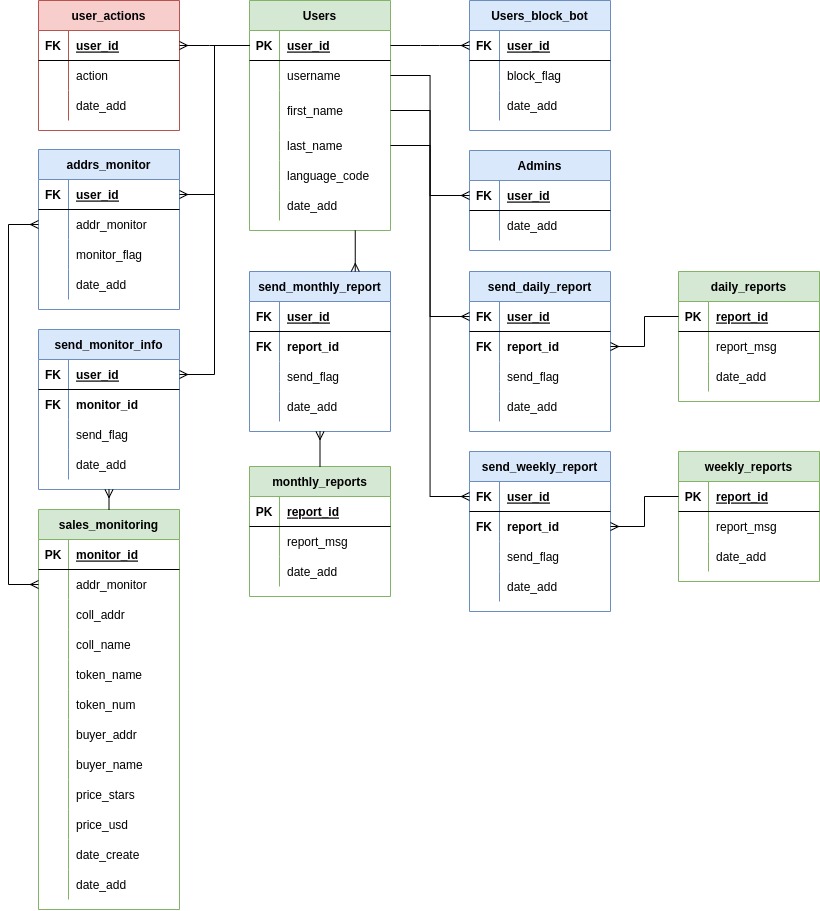 user_actions
FK user_id
action
date_add
Users
PK user_id
username
first_name
last_name
language_code
date_add
Users_block_bot
FK user_id
block_flag
date_add
addrs_monitor
FK user_id
addr_monitor
monitor_flag
date_add
Admins
FK user_id
date_add
send_monthly_report
FK user_id
FK report_id
send_flag
date_add
send_daily_report
FK user_id
FK report_id
send_flag
date_add
daily_reports
PK report_id
report_msg
date_add
send_monitor_info
FK user_id
FK monitor_id
send_flag
date_add
monthly_reports
PK report_id
report_msg
date_add
send_weekly_report
FK user_id
FK report_id
send_flag
date_add
weekly_reports
PK report_id
report_msg
date_add
sales_monitoring
PK monitor_id
addr_monitor
coll_addr
coll_name
token_name
token_num
buyer_addr
buyer_name
price_stars
price_usd
date_create
date_add